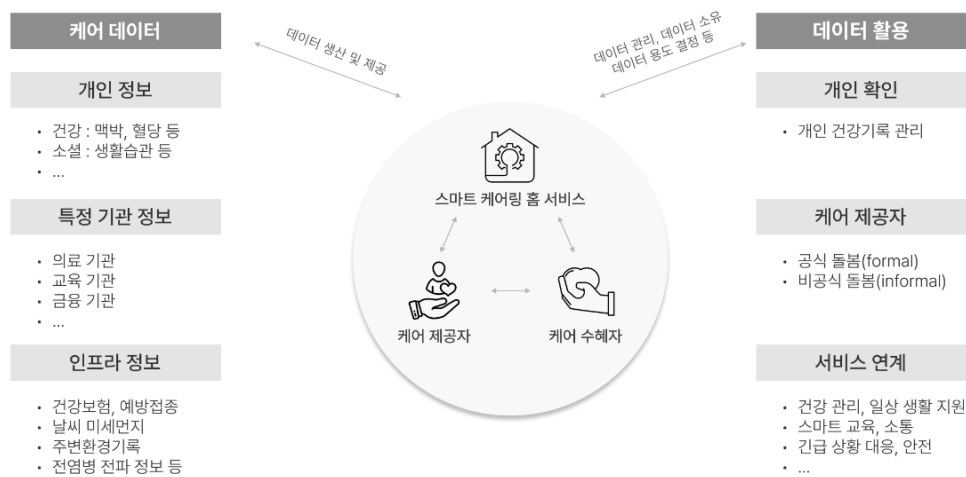 케어 데이터
데이터 생산 및 제공
데이터 관리, 데이터 소유
데이터 용도 결정 등
데이터 활용
개인 정보
• 건강 : 맥박, 혈당 등
• 소셜 : 생활습관 등
• ...
특정 기관 정보
• 의료 기관
• 교육 기관
• 금융 기관
• ...
인프라 정보
• 건강보험, 예방접종
• 날씨 미세먼지
• 주변환경기록
• 전염병 전파 정보 등
스마트 케어링 홈 서비스
케어 제공자
케어 수혜자
개인 확인
• 개인 건강기록 관리
케어 제공자
• 공식 돌봄(formal)
• 비공식 돌봄(informal)
서비스 연계
• 건강 관리, 일상 생활 지원
• 스마트 교육, 소통
• 긴급 상황 대응, 안전
• ...